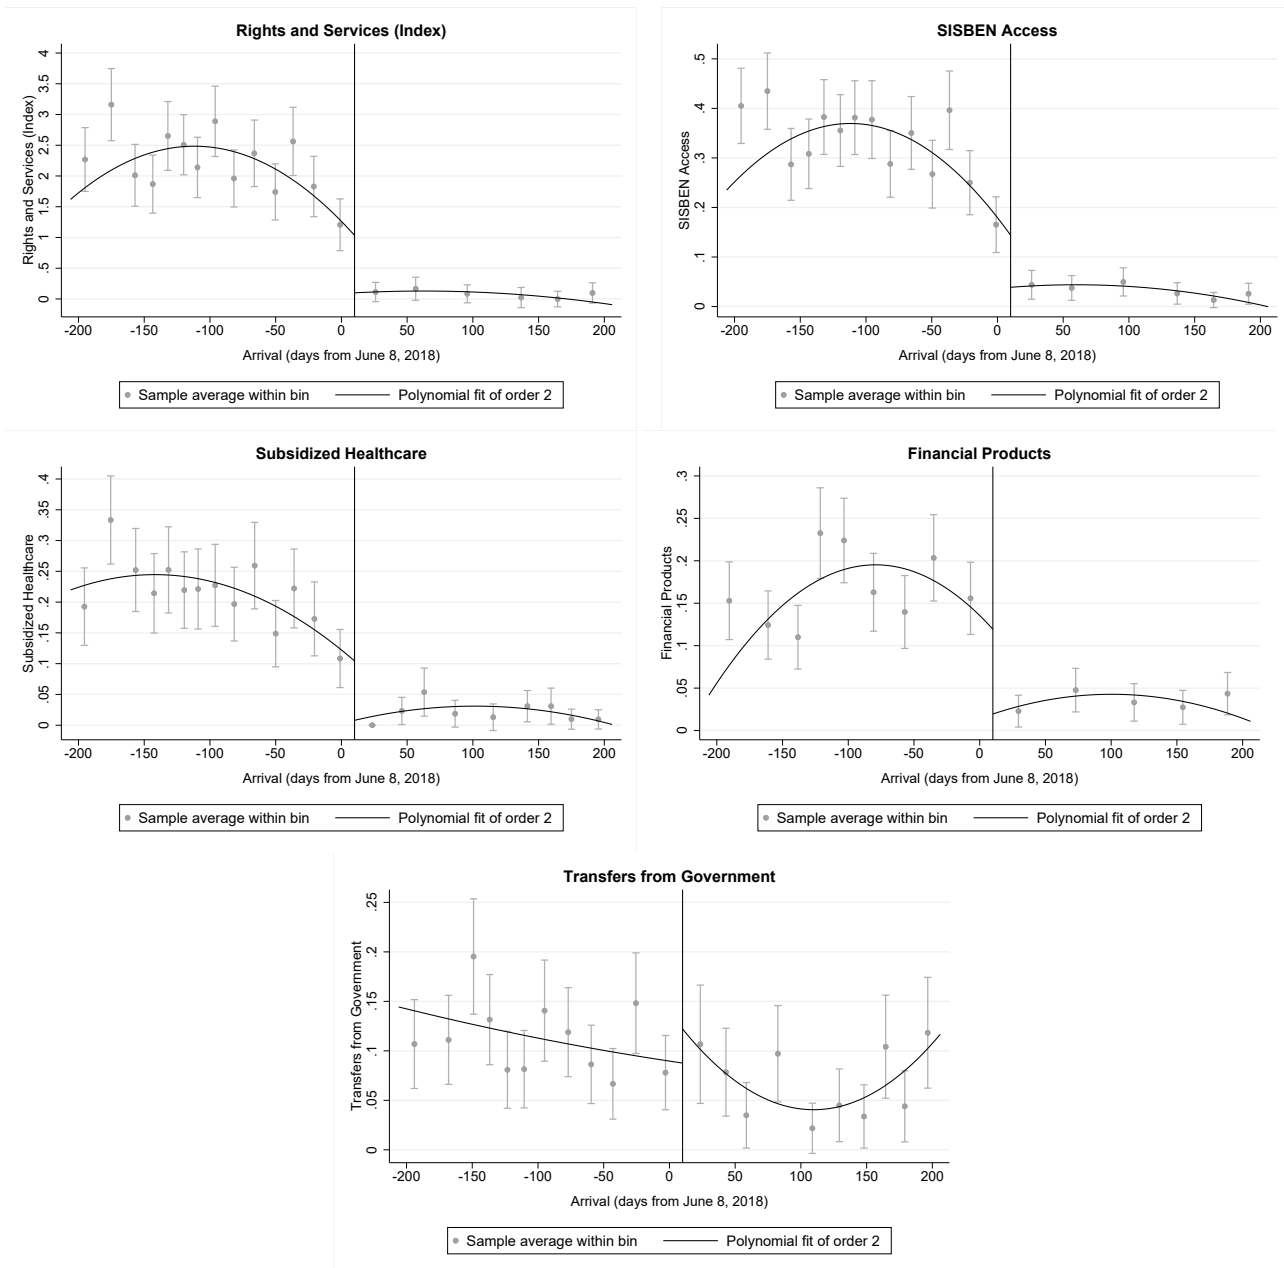 Rights and Services (Index)
Rights and Services (Index)
4
3.5
3
2.5
2
1.5
1
.5
0
-200 -150 -100 -50 0 50 100 150 200
Arrival (days from June 8, 2018)
Sample average within bin Polynomial fit of order 2
SISBEN Access
SISBEN Access
.5
.4
.3
.2
.1
0
-200 -150 -100 -50 0 50 100 150 200
Arrival (days from June 8, 2018)
Sample average within bin Polynomial fit of order 2
Subsidized Healthcare
Subsidized Healthcare
.4
.35
.3
.25
.2
.15
.1
.05
0
-200 -150 -100 -50 0 50 100 150 200
Arrival (days from June 8, 2018)
Sample average within bin Polynomial fit of order 2
Financial Products
Financial Products
.3
.25
.2
.15
.1
.05
0
-200 -150 -100 -50 0 50 100 150 200
Arrival (days from June 8, 2018)
Sample average within bin Polynomial fit of order 2
Transfers from Government
Transfers from Government
.25
.2
.15
.1
.05
0
-200 -150 -100 -50 0 50 100 150 200
Arrival (days from June 8, 2018)
Sample average within bin Polynomial fit of order 2